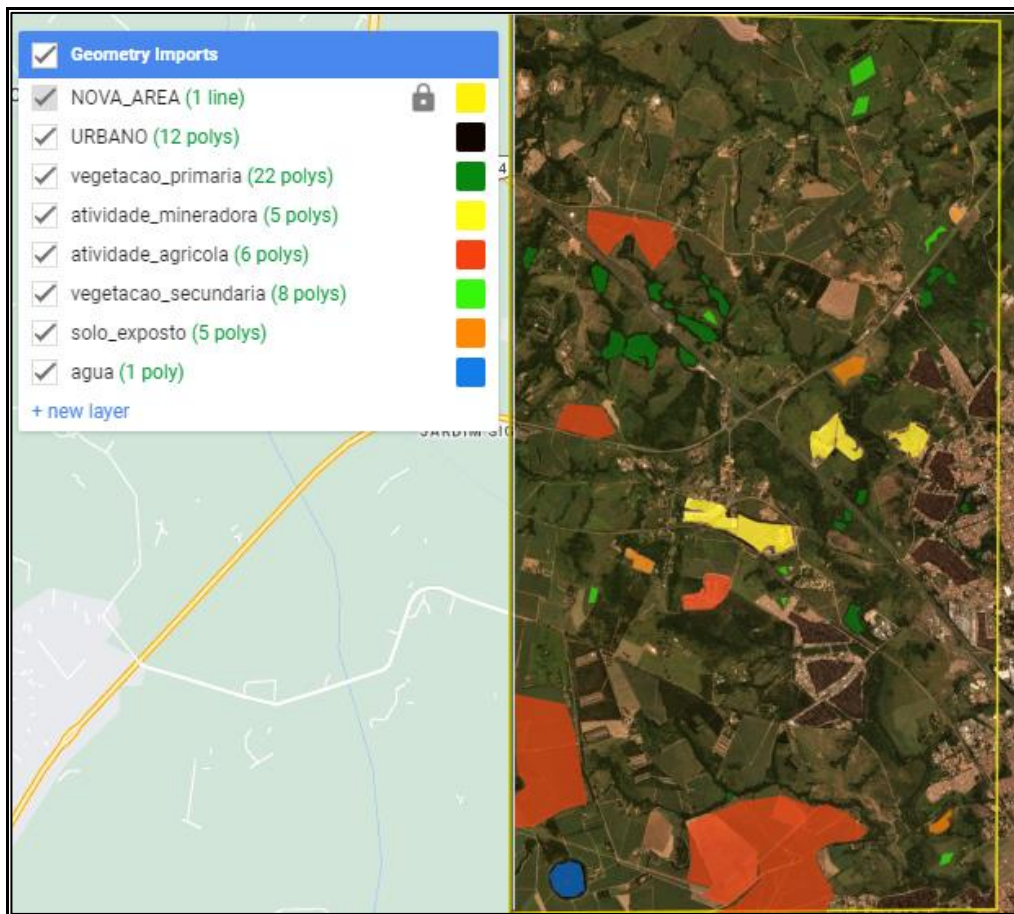 Geometry Imports
NOVA_AREA (1 line)
URBANO (12 polys)
vegetacao_primaria (22 polys)
4
atividade_mineradora (5 polys)
atividade_agricola (6 polys)
vegetacao_secundaria (8 polys)
solo_exposto (5 polys)
agua (1 poly)
+ new layer